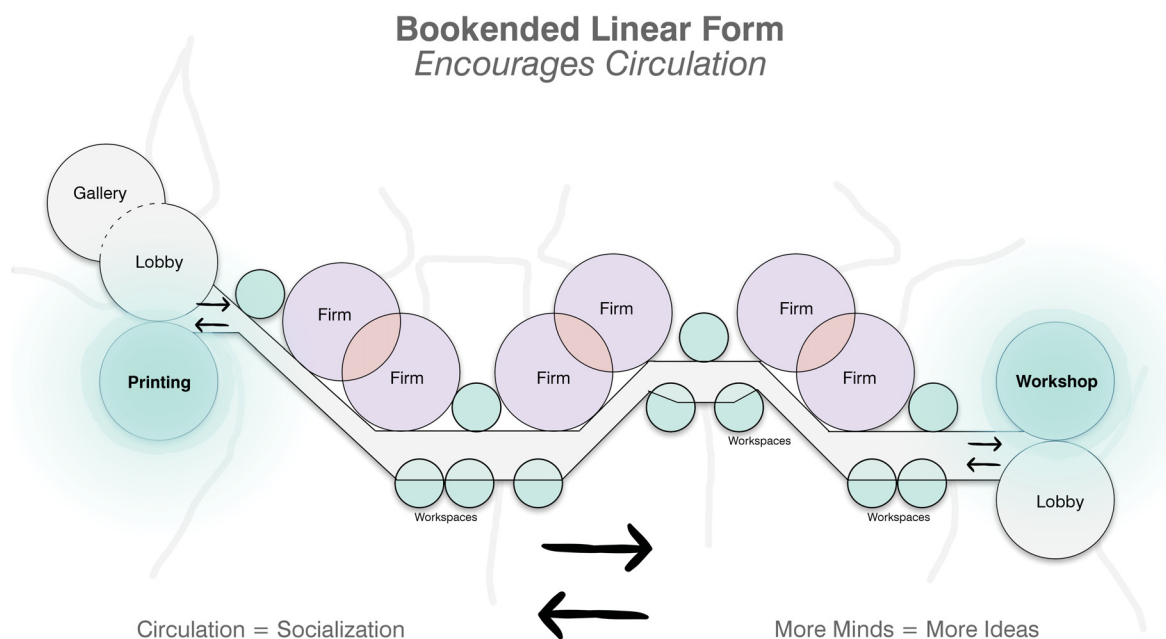 Bookended Linear Form
Encourages Circulation
Gallery
Lobby
Printing
Firm
Firm
Firm
Firm
Firm
Firm
Workspaces
Workspaces
Workspaces
Workshop
Lobby
Circulation = Socialization
More Minds = More Ideas